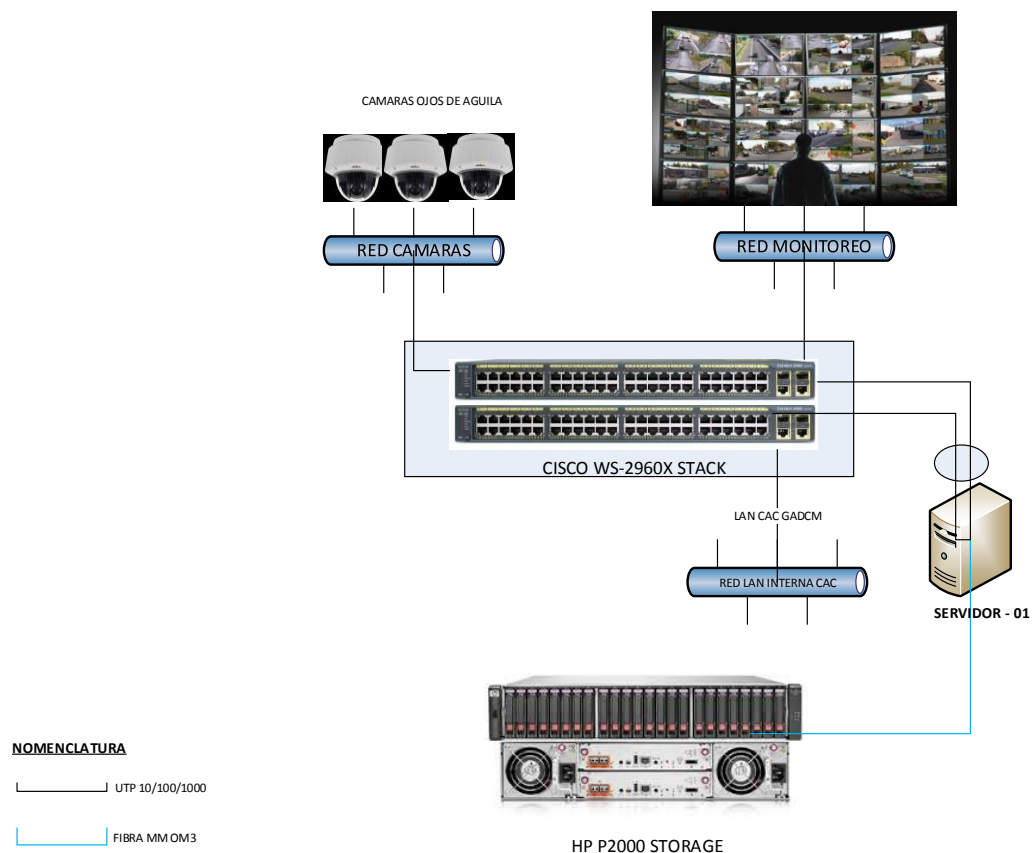 CAMARAS OJOS DE AGUILA
RED CAMARAS
RED MONITOREO
CISCO WS-2960X STACK
LAN CAC GADCM
RED LAN INTERNA CAC
SERVIDOR - 01
NOMENCLATURA
UTP 10/100/1000
FIBRA MM OM3
HP P2000 STORAGE